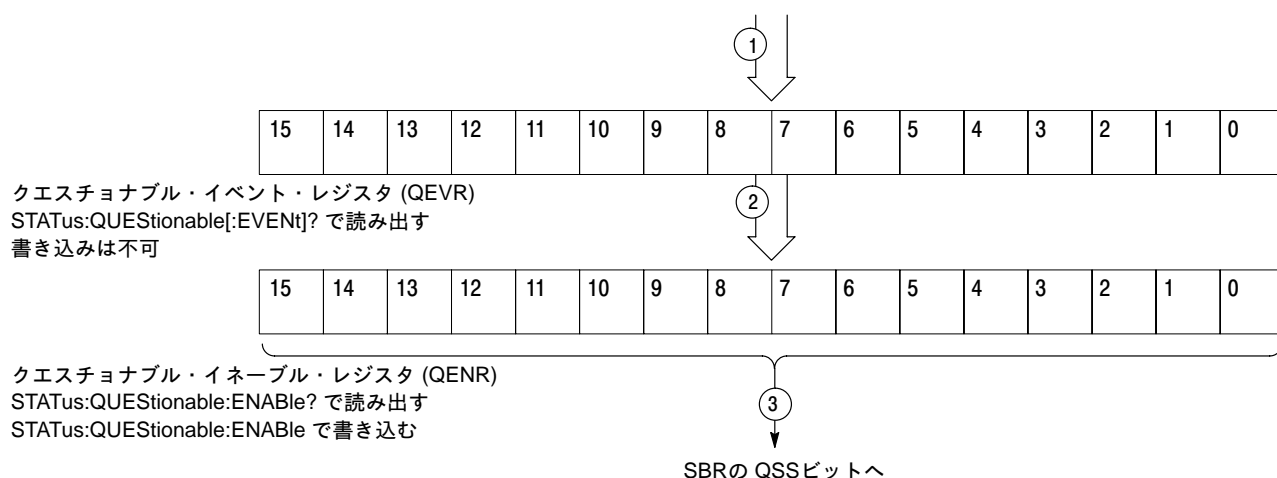 1
15 14 13 12 11 10 9 8 7 6 5 4 3 2 1 0
クエスチョナブル・イベント・レジスタ (QEVR)
STATus:QUEStionable[:EVENt]? で読み出す
書き込みは不可
2
15 14 13 12 11 10 9 8 7 6 5 4 3 2 1 0
クエスチョナブル・イネーブル・レジスタ (QENR)
STATus:QUEStionable:ENABle? で読み出す
STATus:QUEStionable:ENABle で書き込む
3
SBRの QSSビットへ